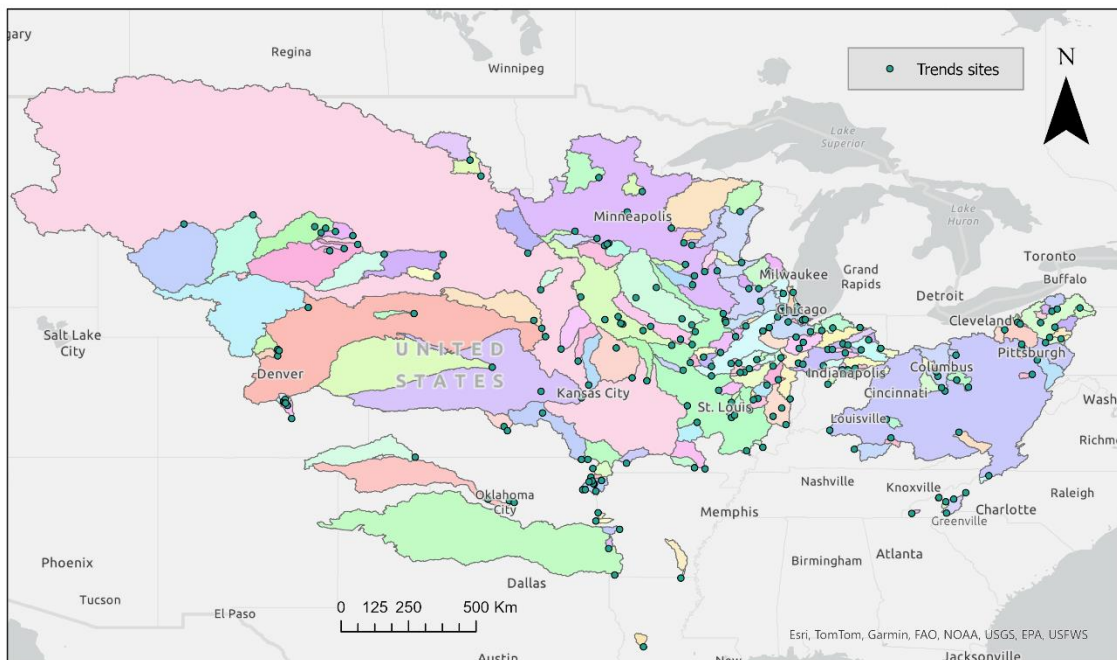 gary
Regina
Winnipeg
Trends sites
N
Lake
Superior
Minneapolis
Lake
Huron
Milwaukee
Grand
Rapids
Toronto
Buffalo
Detroit
Chicago
Cleveland
Salt Lake
City
UNITED
STATES
Pittsburgh
Denver
Indianapolis
Columbus
Kansas City
Cincinnati
Wash
St. Louis
Louisville
Richm
Nashville
Knoxville
Raleigh
Oklahoma
City
Memphis
Charlotte
Greenville
Phoenix
Birmingham
Atlanta
Dallas
Tucson
El Paso
0 125 250 500 Km
Esri, TomTom, Garmin, FAO, NOAA, USGS, EPA, USFWS
Austin
New
Jacksonville